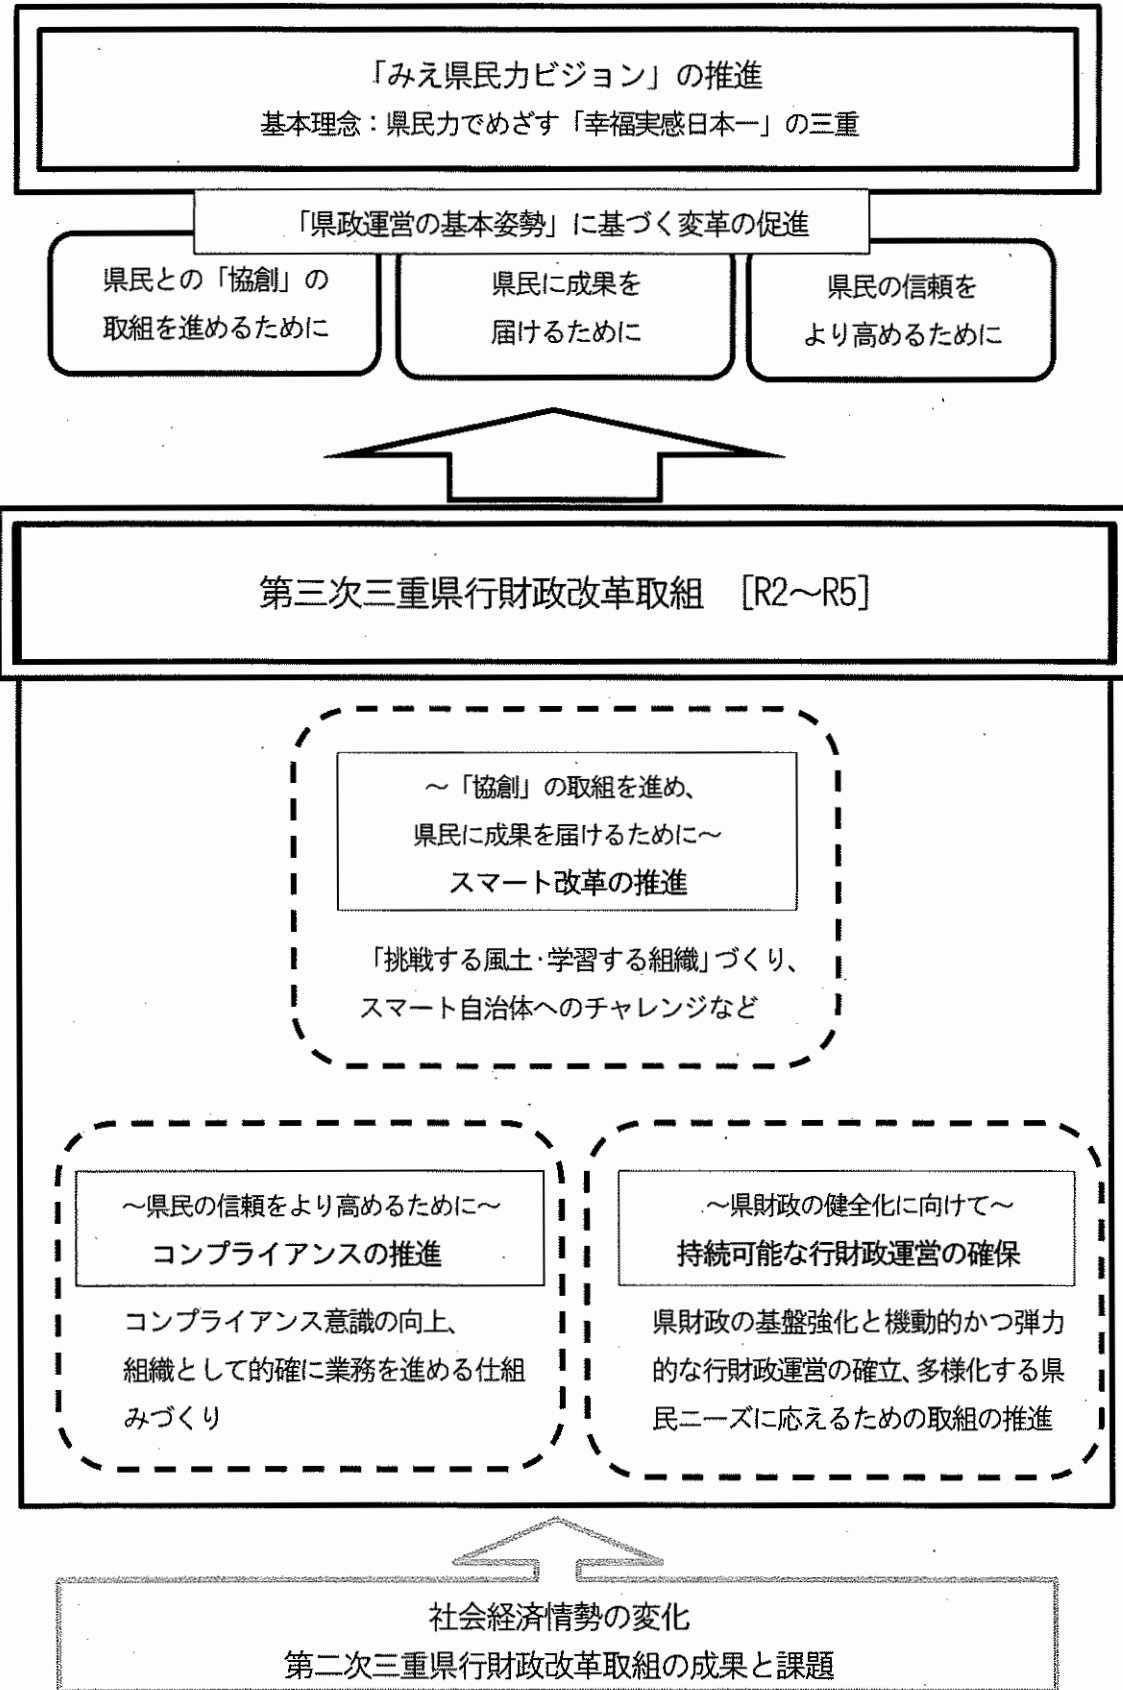 「みえ県民力ビジョン」の推進
基本理念：県民力でめざす「幸福実感日本一」の三重
「県政運営の基本姿勢」に基づく変革の促進
県民との「協創」の
取組を進めるために
県民に成果を
届けるために
県民の信頼を
より高めるために
第三次三重県行財政改革取組　[R2～R5]
～「協創」の取組を進め、
県民に成果を届けるために～
スマート改革の推進
「挑戦する風土・学習する組織」づくり、
スマート自治体へのチャレンジなど
～県民の信頼をより高めるために～
コンプライアンスの推進
コンプライアンス意識の向上、
組織として的確に業務を進める仕組
みづくり
～県財政の健全化に向けて～
持続可能な行財政運営の確保
県財政の基盤強化と機動的かつ弾力
的な行財政運営の確立、多様化する県
民ニーズに応えるための取組の推進
社会経済情勢の変化
第二次三重県行財政改革取組の成果と課題